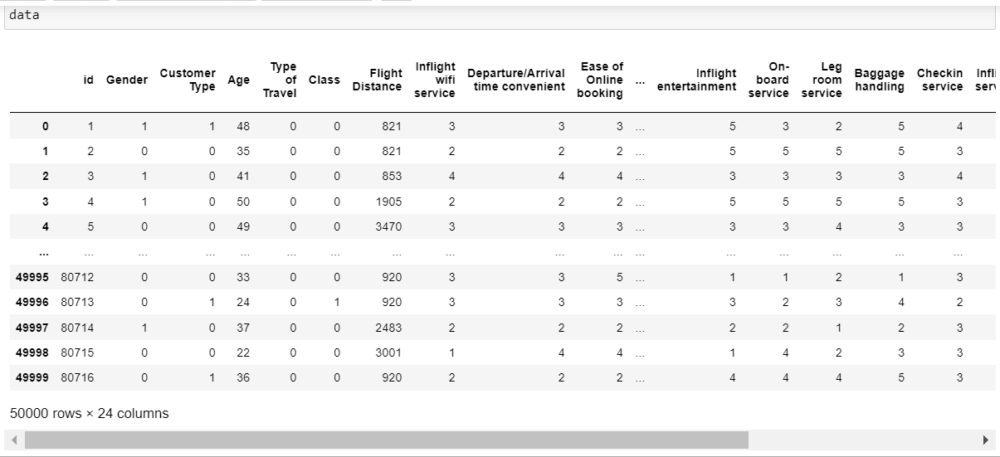 data
id Gender Customer Type Age Type of Travel Class Flight Distance Inflight wifi service Departure/Arrival time convenient Ease of Online booking ... Inflight entertainment On-board service Leg room service Baggage handling Checkin service
0 1 1 1 48 0 0 821 3 3 3 ... 5 3 2 5 4
1 2 0 0 35 0 0 821 2 2 2 ... 5 5 5 5 3
2 3 1 0 41 0 0 853 4 4 4 ... 3 3 3 3 4
3 4 1 0 50 0 0 1905 2 2 2 ... 5 5 5 5 3
4 5 0 0 49 0 0 3470 3 3 3 ... 3 3 4 3 3
... ... ... ... ... ... ... ... ... ... ... ... ... ... ... ...
49995 80712 0 0 33 0 0 920 3 3 5 ... 1 1 2 1 3
49996 80713 0 1 24 0 1 920 3 3 3 ... 3 2 3 4 2
49997 80714 1 0 37 0 0 2483 2 2 2 ... 2 2 1 2 3
49998 80715 0 0 22 0 0 3001 1 4 4 ... 1 4 2 3 3
49999 80716 0 1 36 0 0 920 2 2 2 ... 4 4 4 5 3
50000 rows × 24 columns